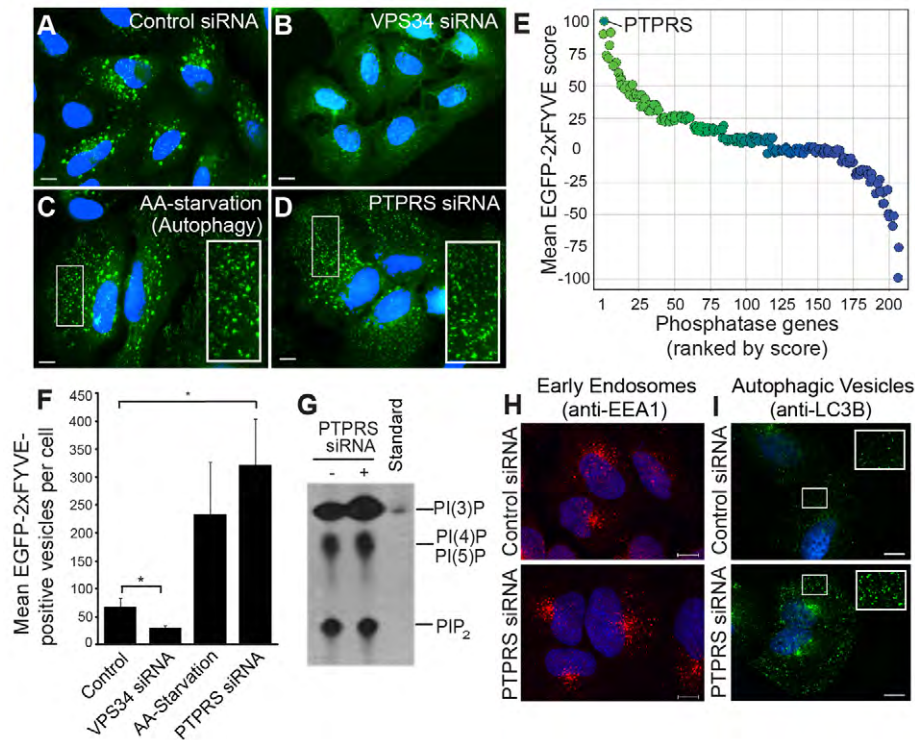 A
Control siRNA
B
VPS34 siRNA
C
AA-starvation
(Autophagy)
D
PTPRS siRNA
E
Mean EGFP-2xFYVE score
100
75
50
25
0
-25
-50
-75
-100
PTPRS
1
25
50
75
100
125
150
175
200
Phosphatase genes
(ranked by score)
F
Mean EGFP-2xFYVE-
positive vesicles per cell
450
400
350
300
250
200
150
100
50
0
*
*
Control
VPS34 siRNA
AA-Starvation
PTPRS siRNA
G
PTPRS
siRNA
Standard
- +
PI(3)P
PI(4)P
PI(5)P
PIP2
H
Early Endosomes
(anti-EEA1)
Control siRNA
PTPRS siRNA
I
Autophagic Vesicles
(anti-LC3B)
Control siRNA
PTPRS siRNA